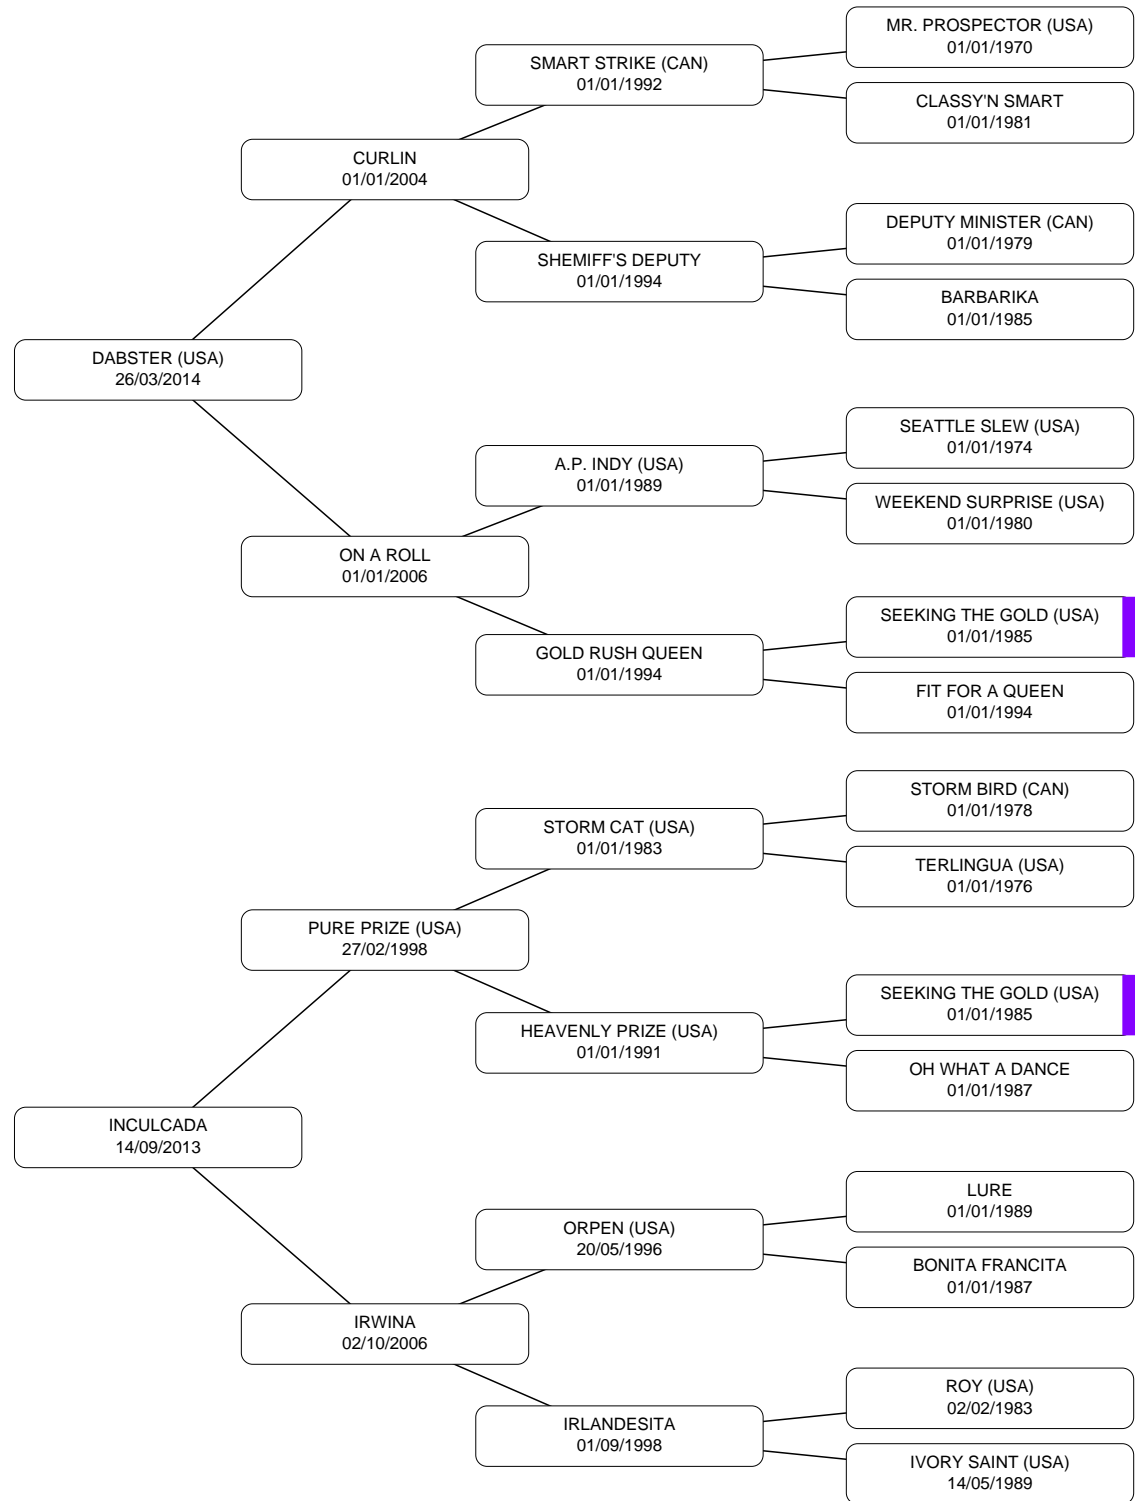 MR. PROSPECTOR (USA)
01/01/1970
SMART STRIKE (CAN)
01/01/1992
CLASSY'N SMART
01/01/1981
CURLIN
01/01/2004
DEPUTY MINISTER (CAN)
01/01/1979
SHEMIFF'S DEPUTY
01/01/1994
BARBARIKA
01/01/1985
DABSTER (USA)
26/03/2014
SEATTLE SLEW (USA)
01/01/1974
A.P. INDY (USA)
01/01/1989
WEEKEND SURPRISE (USA)
01/01/1980
ON A ROLL
01/01/2006
SEEKING THE GOLD (USA)
01/01/1985
GOLD RUSH QUEEN
01/01/1994
FIT FOR A QUEEN
01/01/1994
STORM BIRD (CAN)
01/01/1978
STORM CAT (USA)
01/01/1983
TERLINGUA (USA)
01/01/1976
PURE PRIZE (USA)
27/02/1998
SEEKING THE GOLD (USA)
01/01/1985
HEAVENLY PRIZE (USA)
01/01/1991
OH WHAT A DANCE
01/01/1987
INCULCADA
14/09/2013
LURE
01/01/1989
ORPEN (USA)
20/05/1996
BONITA FRANCITA
01/01/1987
IRWINA
02/10/2006
ROY (USA)
02/02/1983
IRLANDESITA
01/09/1998
IVORY SAINT (USA)
14/05/1989